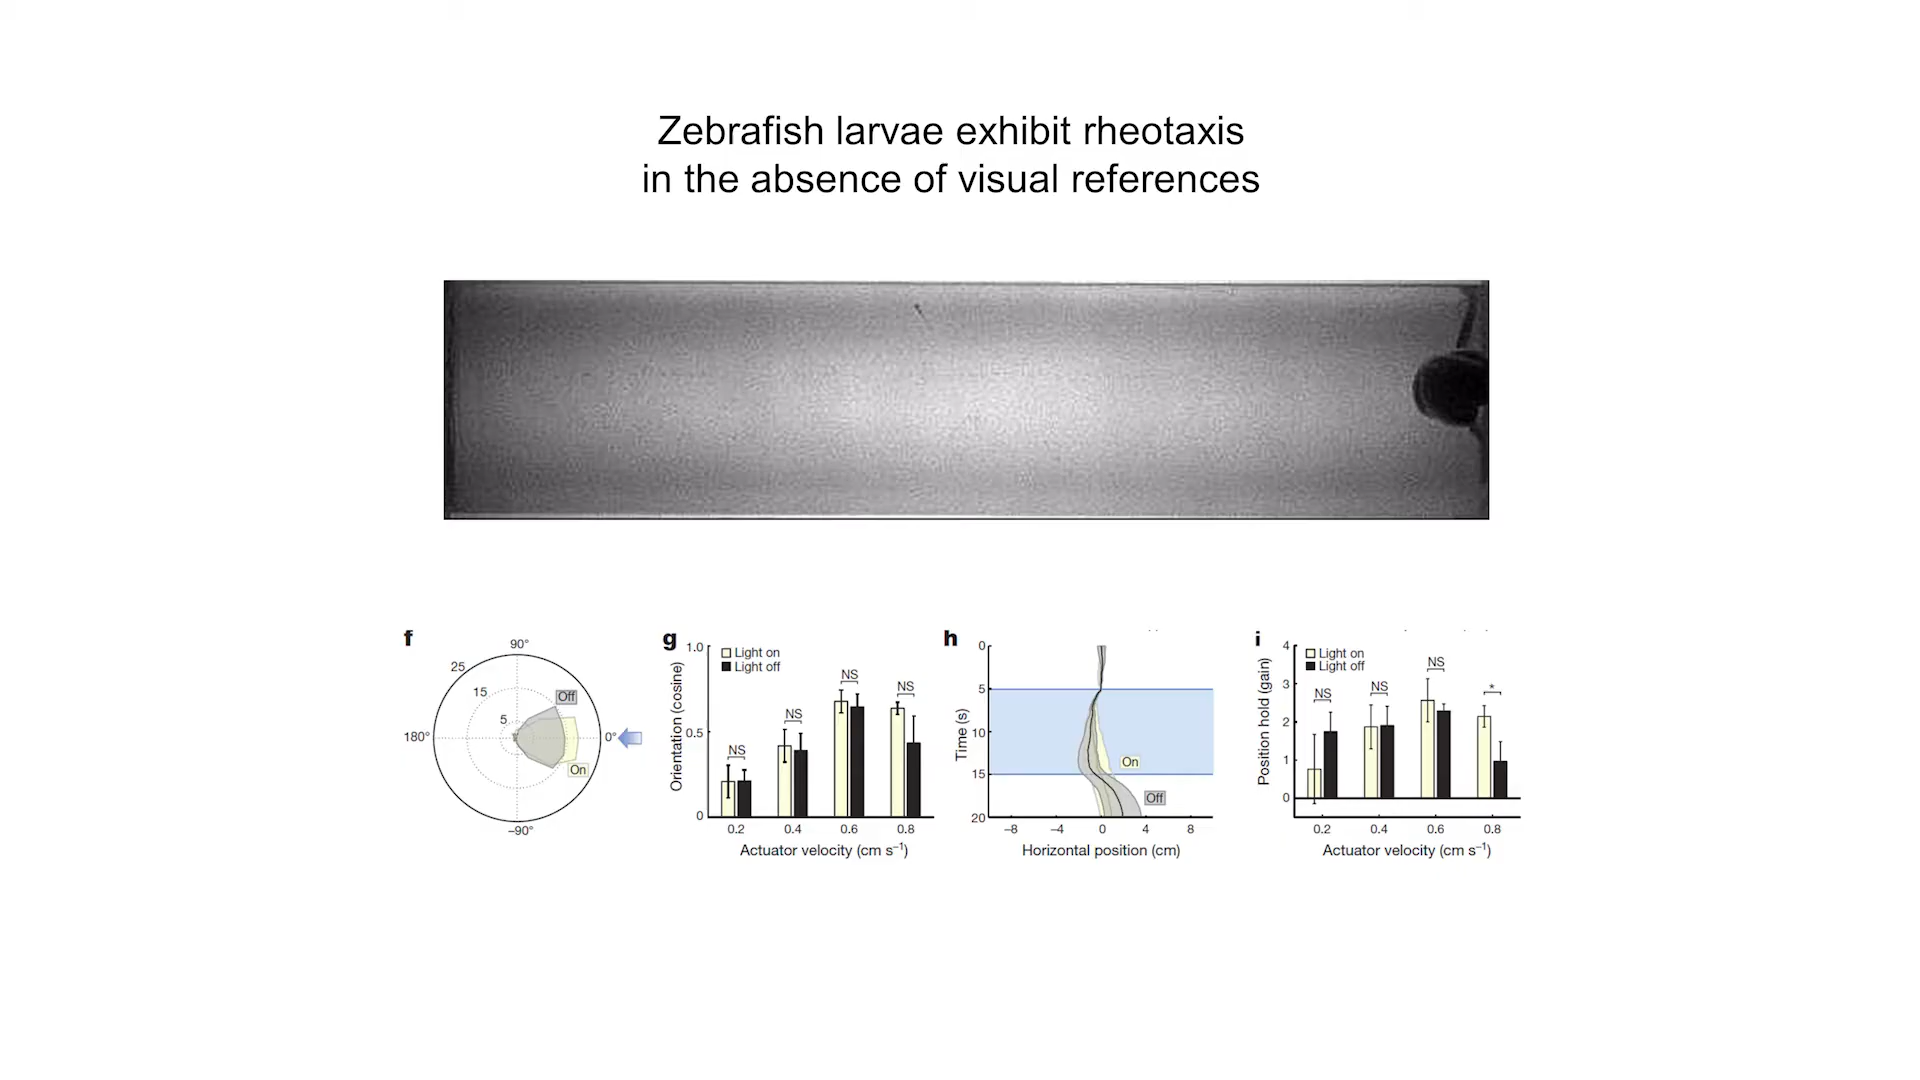 Zebrafish larvae exhibit rheotaxis
in the absence of visual references
f
90°
25
15
5
Off
180°
0°
On
–90°
g
1.0
0.5
0
Orientation (cosine)
Light on
Light off
NS
NS
NS
NS
0.2
0.4
0.6
0.8
Actuator velocity (cm s–1)
h
0
5
10
15
20
Time (s)
On
Off
–8
–4
0
4
8
Horizontal position (cm)
i
4
3
2
1
0
Position hold (gain)
Light on
Light off
NS
NS
NS
*
0.2
0.4
0.6
0.8
Actuator velocity (cm s–1)